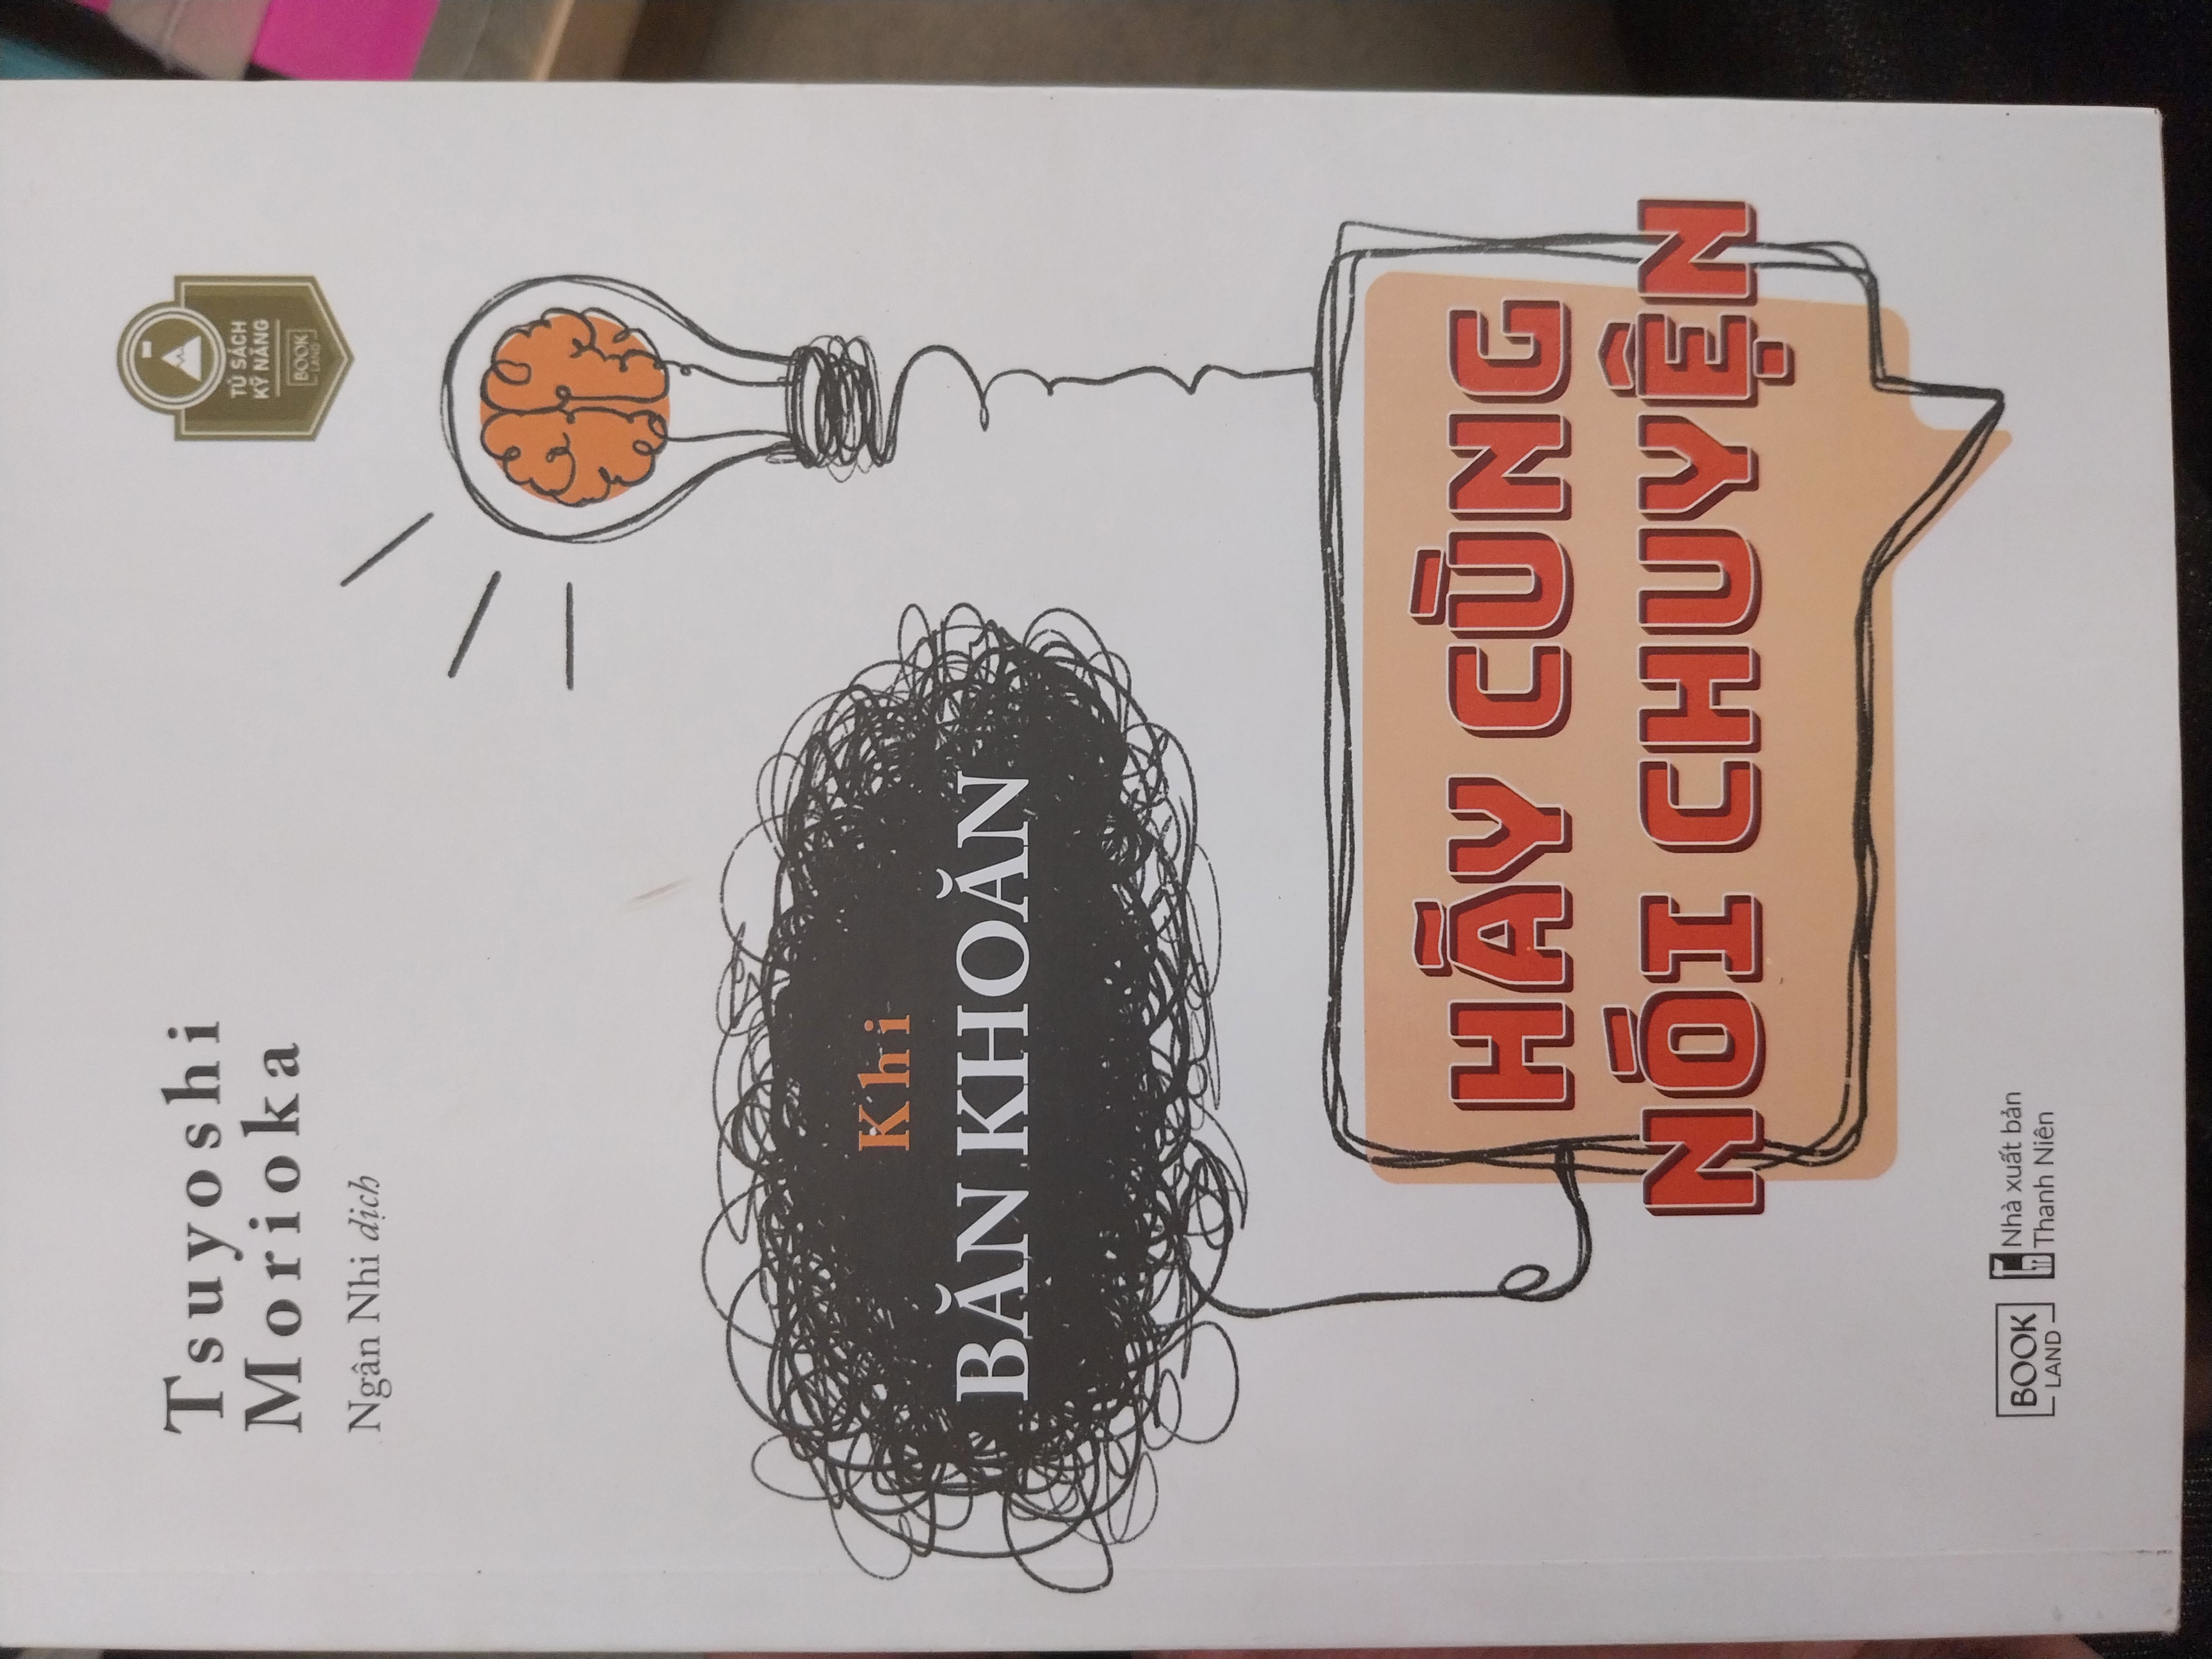 Tsuyoshi
Morioka
Ngân Nhi dịch
TỦ SÁCH
KỸ NĂNG
BOOK
LAND
Khi
BĂN KHOĂN
HÃY CÙNG
NÓI CHUYỆN
BOOK
LAND
Nhà xuất bản
Thanh Niên